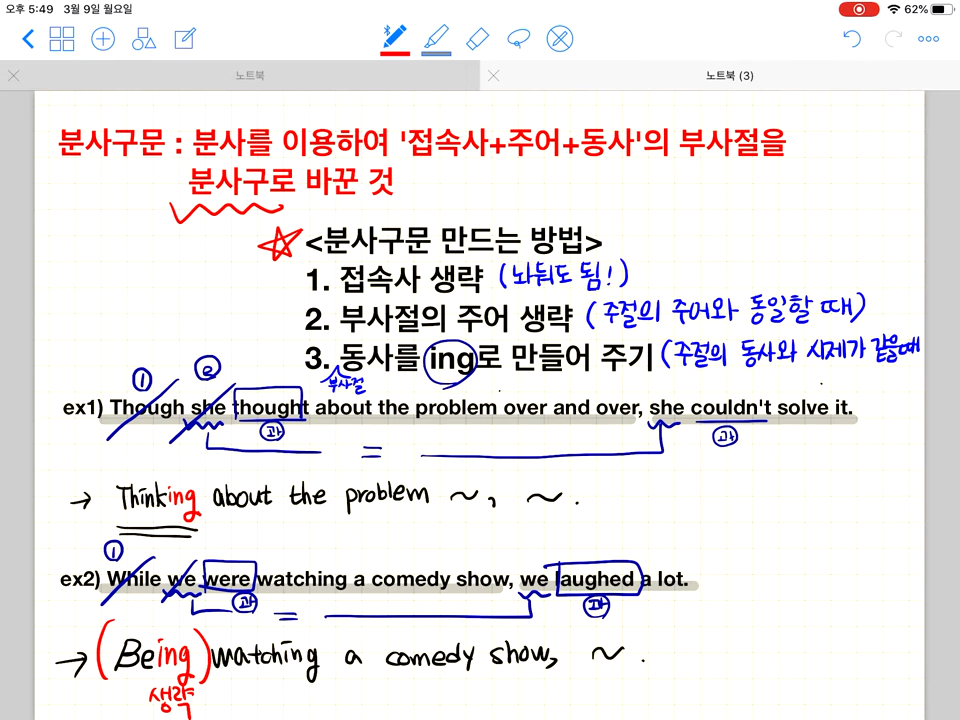 오후 5:49 3월 9일 월요일
62%
노트북
노트북 (3)
분사구문 : 분사를 이용하여 '접속사+주어+동사'의 부사절을
분사구로 바꾼 것
<분사구문 만드는 방법>
1. 접속사 생략 (놔둬도 됨!)
2. 부사절의 주어 생략 (주절의 주어와 동일할 때)
3. 동사를 ing로 만들어 주기 (주절의 동사와 시제가 같을때
부사절
① ②
ex1) Though she thought about the problem over and over, she couldn't solve it.
과 과
=
→ Thinking about the problem ~, ~.
①
ex2) While we were watching a comedy show, we laughed a lot.
과 = 과
→ (Being) watching a comedy show, ~.
생략